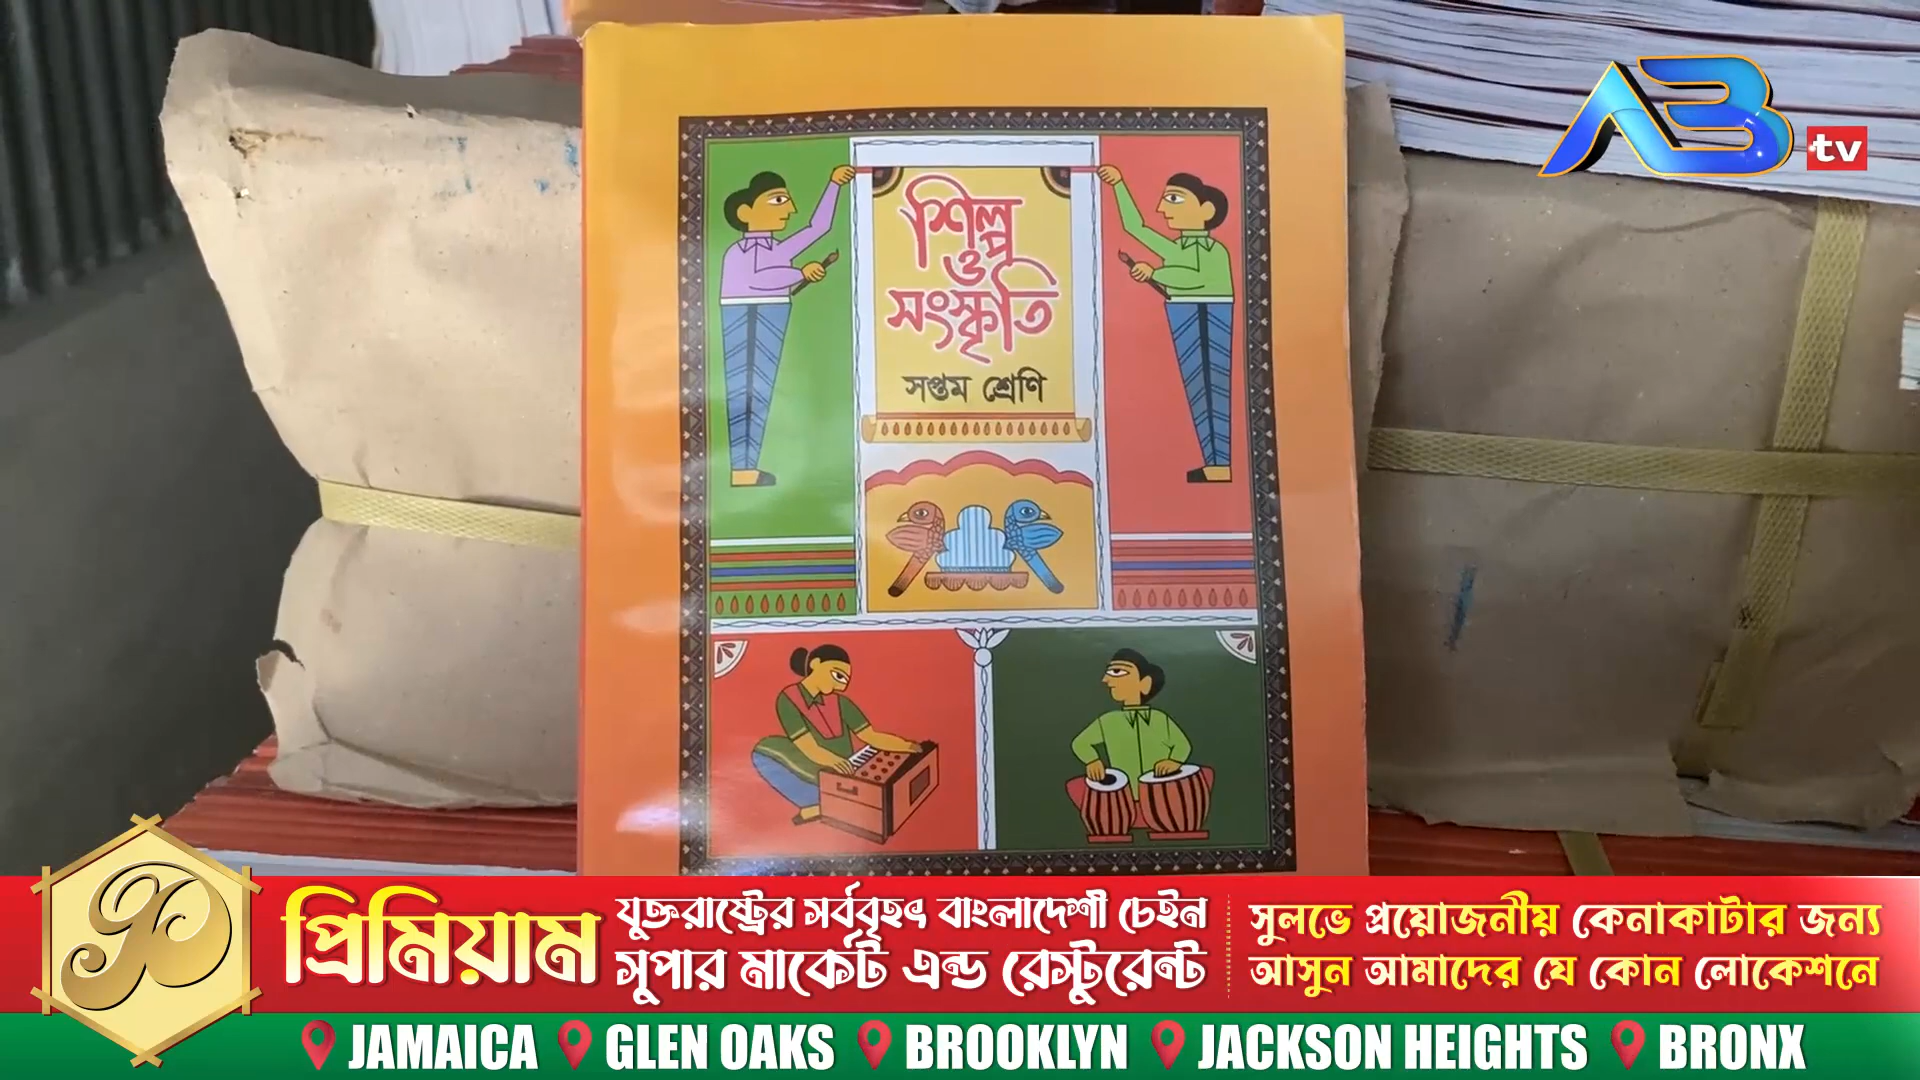 AB
tv
শিল্প
ও
সংস্কৃতি
সপ্তম শ্রেণি
প্রিমিয়াম
যুক্তরাষ্ট্রের সর্ববৃহৎ বাংলাদেশী চেইন
সুপার মার্কেট এন্ড রেস্টুরেন্ট
সুলভে প্রয়োজনীয় কেনাকাটার জন্য
আসুন আমাদের যে কোন লোকেশনে
JAMAICA
GLEN OAKS
BROOKLYN
JACKSON HEIGHTS
BRONX